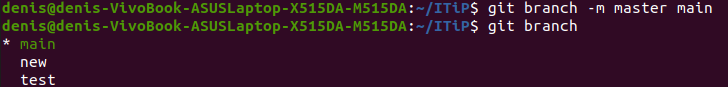 denis@denis-VivoBook-ASUSLaptop-X515DA-M515DA:~/ITiP$ git branch -m master main
denis@denis-VivoBook-ASUSLaptop-X515DA-M515DA:~/ITiP$ git branch
* main
  new
  test